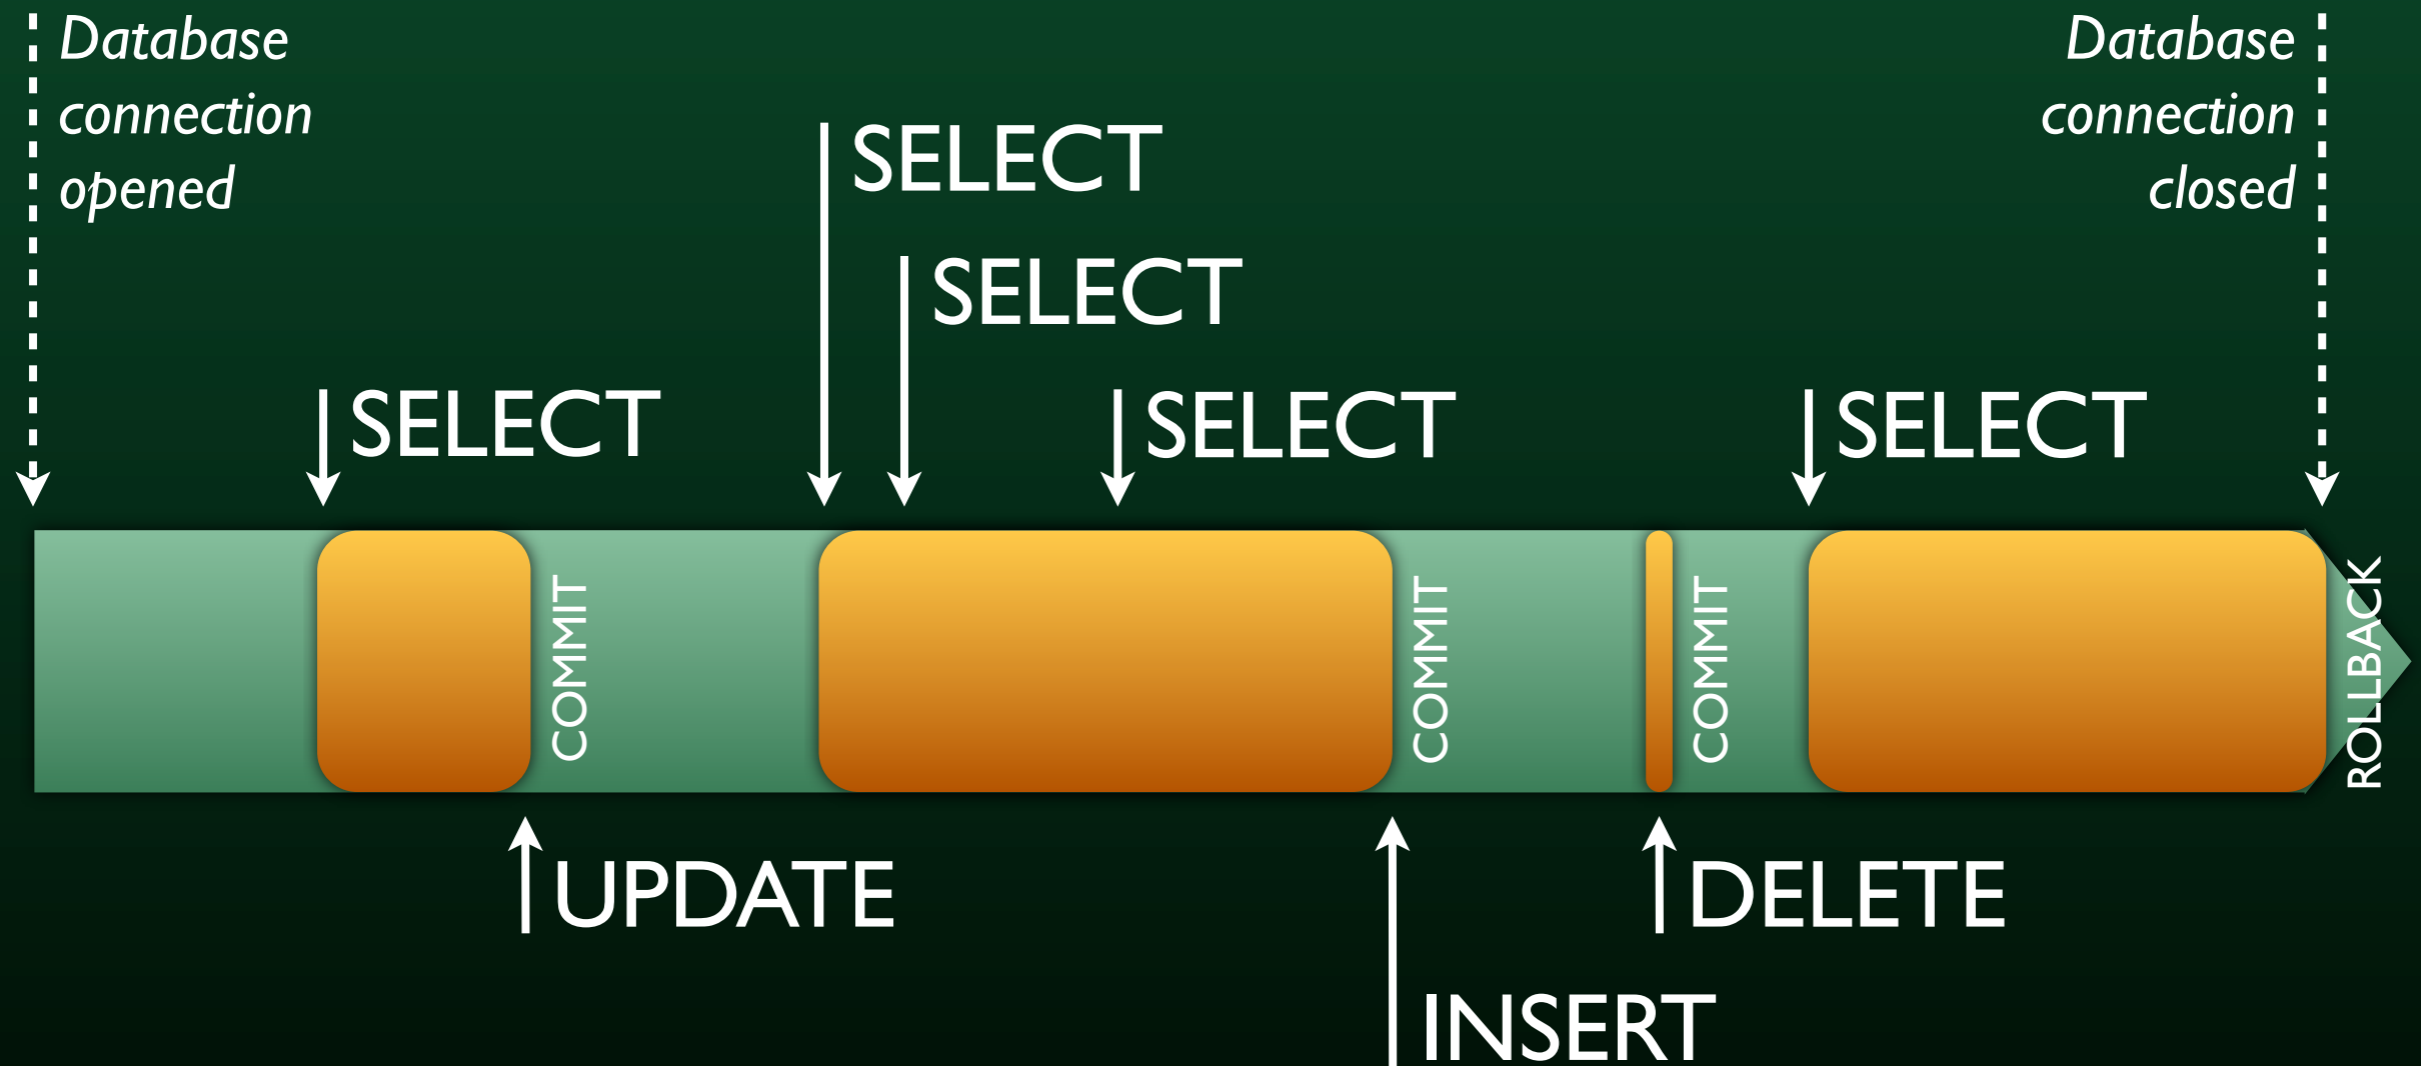 Database
connection
opened
Database
connection
closed
SELECT
SELECT
SELECT
SELECT
SELECT
COMMIT
COMMIT
COMMIT
ROLLBACK
UPDATE
DELETE
INSERT